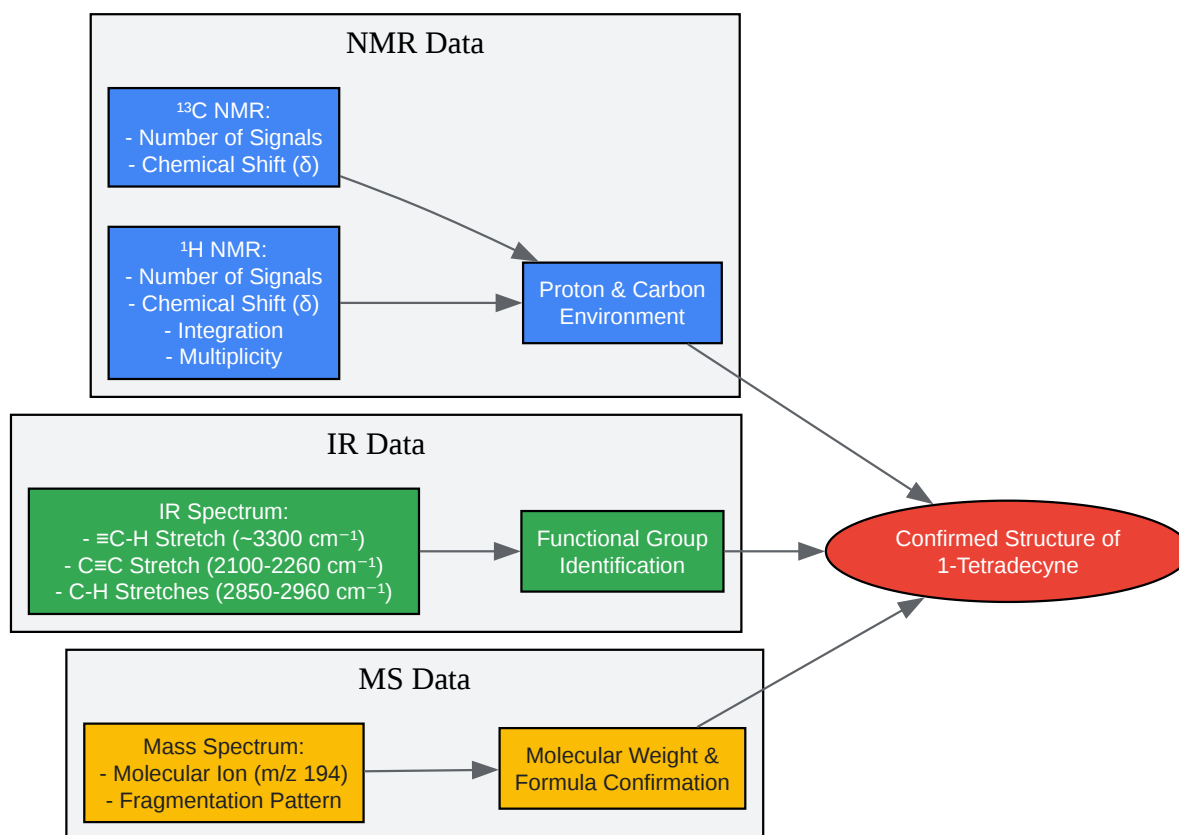 NMR Data
¹³C NMR:
- Number of Signals
- Chemical Shift (δ)
¹H NMR:
- Number of Signals
- Chemical Shift (δ)
- Integration
- Multiplicity
Proton & Carbon
Environment
IR Data
IR Spectrum:
- ≡C-H Stretch (~3300 cm⁻¹)
- C≡C Stretch (2100-2260 cm⁻¹)
- C-H Stretches (2850-2960 cm⁻¹)
Functional Group
Identification
Confirmed Structure of
1-Tetradecyne
MS Data
Mass Spectrum:
- Molecular Ion (m/z 194)
- Fragmentation Pattern
Molecular Weight &
Formula Confirmation